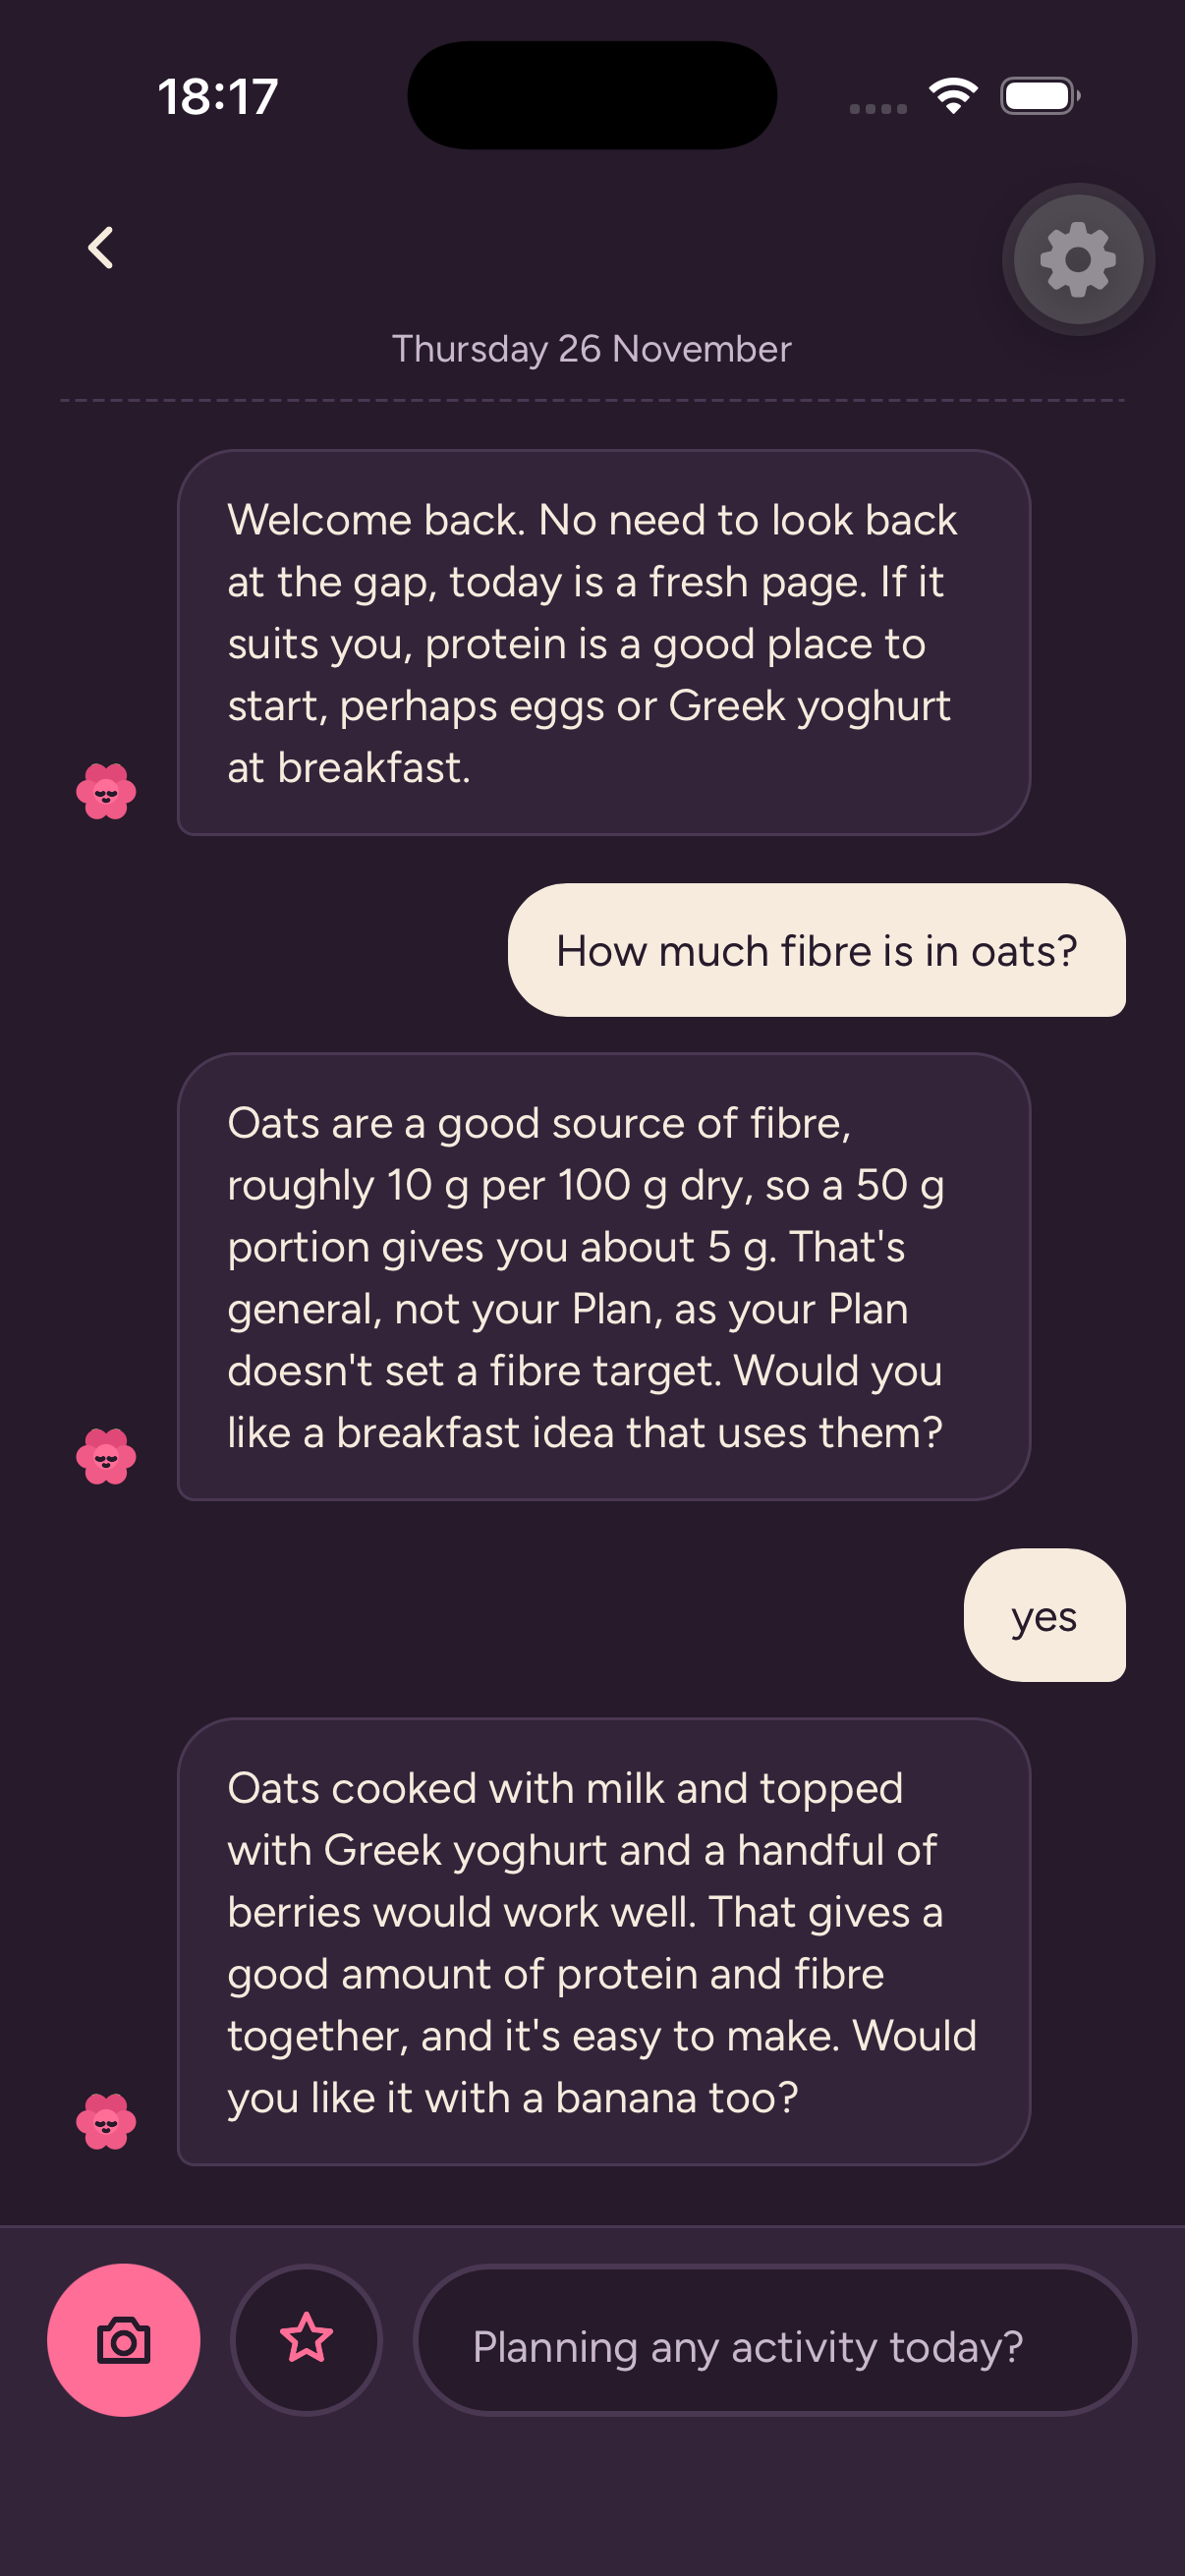 18:17
Thursday 26 November
Welcome back. No need to look back
at the gap, today is a fresh page. If it
suits you, protein is a good place to
start, perhaps eggs or Greek yoghurt
at breakfast.
How much fibre is in oats?
Oats are a good source of fibre,
roughly 10 g per 100 g dry, so a 50 g
portion gives you about 5 g. That's
general, not your Plan, as your Plan
doesn't set a fibre target. Would you
like a breakfast idea that uses them?
yes
Oats cooked with milk and topped
with Greek yoghurt and a handful of
berries would work well. That gives a
good amount of protein and fibre
together, and it's easy to make. Would
you like it with a banana too?
Planning any activity today?